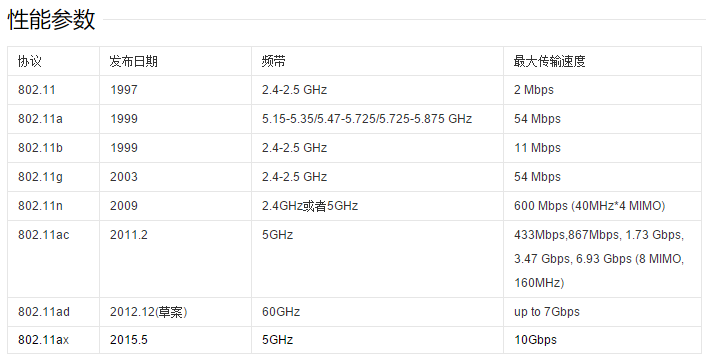 性能参数
协议 发布日期 频带 最大传输速度
802.11 1997 2.4-2.5 GHz 2 Mbps
802.11a 1999 5.15-5.35/5.47-5.725/5.725-5.875 GHz 54 Mbps
802.11b 1999 2.4-2.5 GHz 11 Mbps
802.11g 2003 2.4-2.5 GHz 54 Mbps
802.11n 2009 2.4GHz或者5GHz 600 Mbps (40MHz*4 MIMO)
802.11ac 2011.2 5GHz 433Mbps,867Mbps, 1.73 Gbps,
3.47 Gbps, 6.93 Gbps (8 MIMO,
160MHz)
802.11ad 2012.12(草案) 60GHz up to 7Gbps
802.11ax 2015.5 5GHz 10Gbps